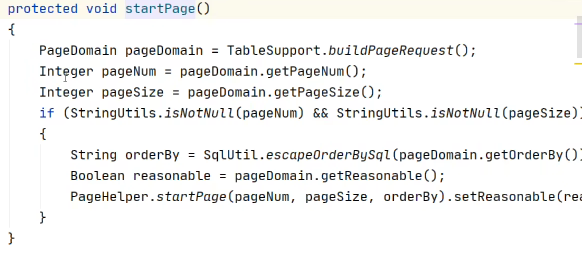 protected void startPage()
{
    PageDomain pageDomain = TableSupport.buildPageRequest();
    Integer pageNum = pageDomain.getPageNum();
    Integer pageSize = pageDomain.getPageSize();
    if (StringUtils.isNotNull(pageNum) && StringUtils.isNotNull(pageSize))
    {
        String orderBy = SqlUtil.escapeOrderBySql(pageDomain.getOrderBy())
        Boolean reasonable = pageDomain.getReasonable();
        PageHelper.startPage(pageNum, pageSize, orderBy).setReasonable(rea
    }
}